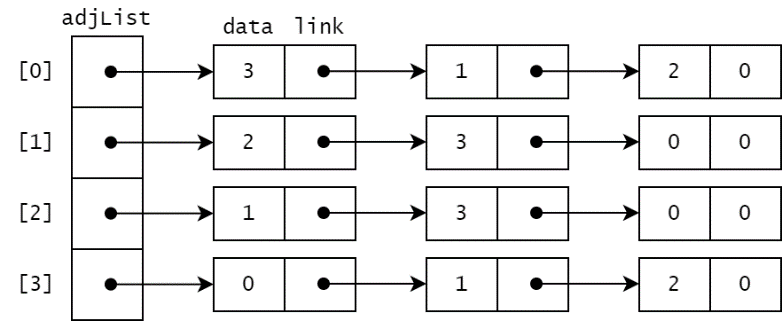 adjList
data link
[0] 3 1 2 0
[1] 2 3 0 0
[2] 1 3 0 0
[3] 0 1 2 0